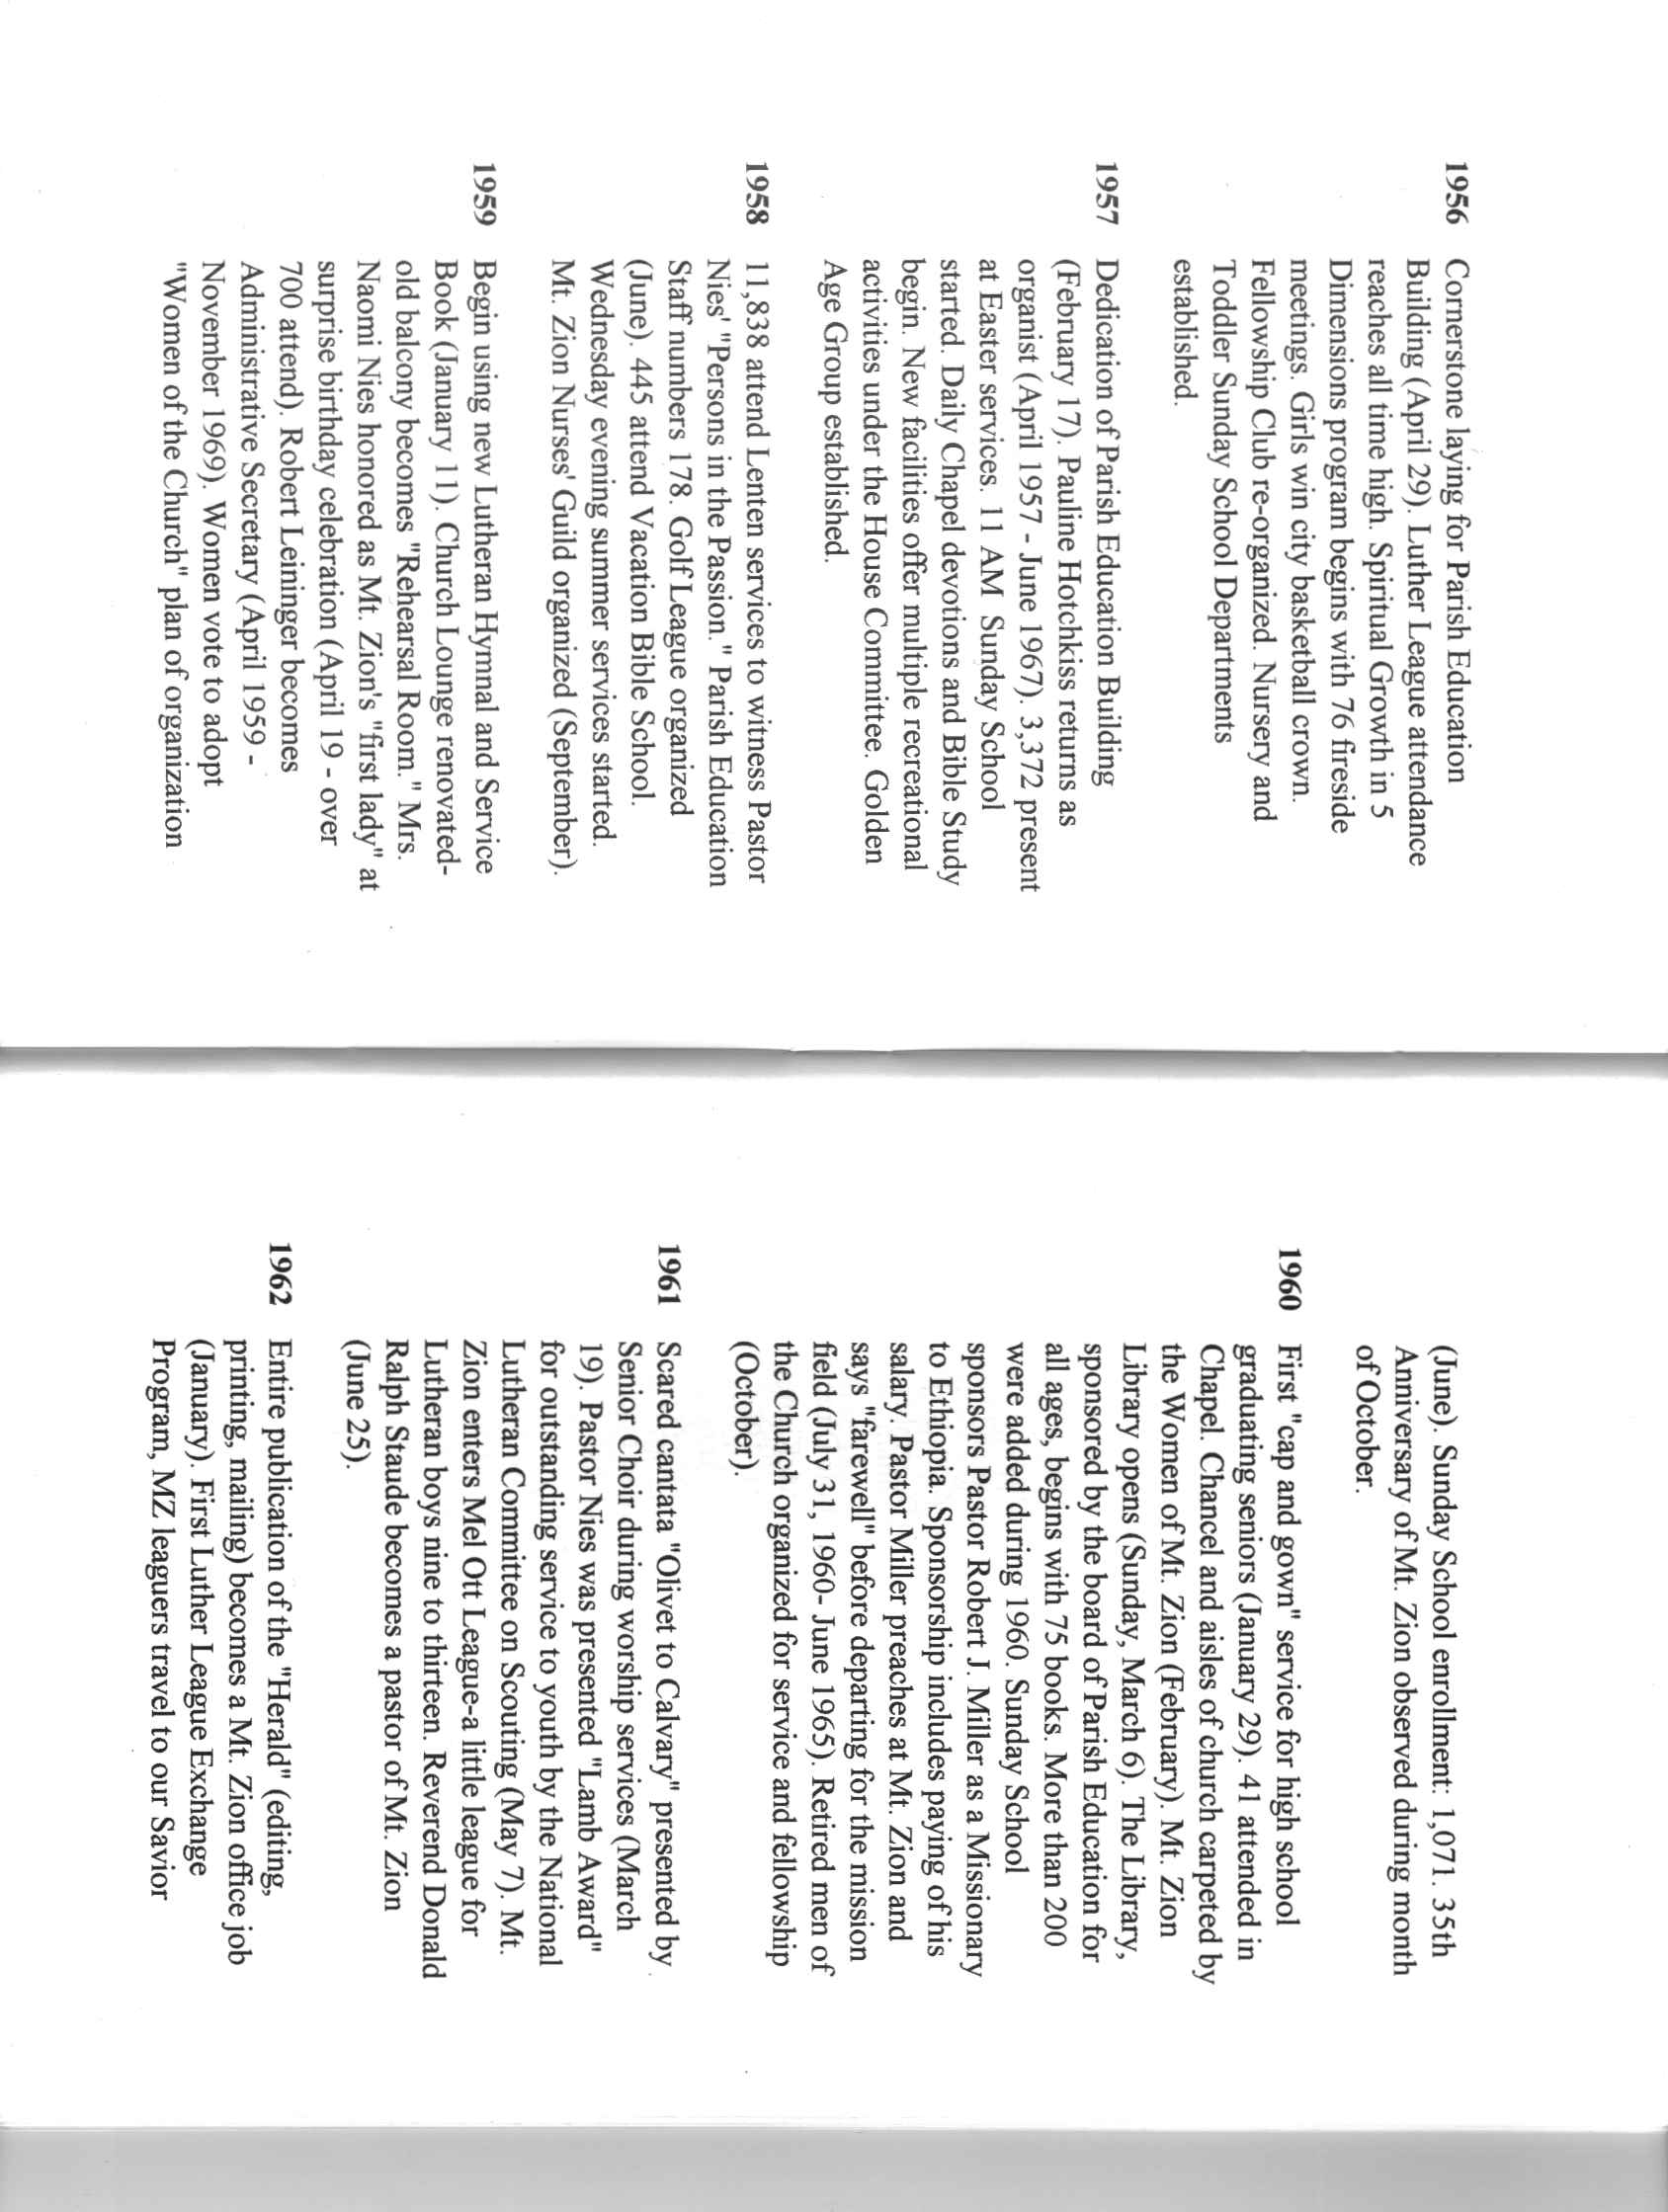 1956 Cornerstone laying for Parish Education
Building (April 29). Luther League attendance
reaches all time high. Spiritual Growth in 5
Dimensions program begins with 76 fireside
meetings. Girls win city basketball crown.
Fellowship Club re-organized. Nursery and
Toddler Sunday School Departments
established.
1957 Dedication of Parish Education Building
(February 17). Pauline Hotchkiss returns as
organist (April 1957 - June 1967). 3,372 present
at Easter services. 11 AM Sunday School
started. Daily Chapel devotions and Bible Study
begin. New facilities offer multiple recreational
activities under the House Committee. Golden
Age Group established.
1958 11,838 attend Lenten services to witness Pastor
Nies' "Persons in the Passion." Parish Education
Staff numbers 178. Golf League organized
(June). 445 attend Vacation Bible School.
Wednesday evening summer services started.
Mt. Zion Nurses' Guild organized (September).
1959 Begin using new Lutheran Hymnal and Service
Book (January 11). Church Lounge renovated-
old balcony becomes "Rehearsal Room." Mrs.
Naomi Nies honored as Mt. Zion's "first lady" at
surprise birthday celebration (April 19 - over
700 attend). Robert Leininger becomes
Administrative Secretary (April 1959 -
November 1969). Women vote to adopt
"Women of the Church" plan of organization
(June). Sunday School enrollment: 1,071. 35th
Anniversary of Mt. Zion observed during month
of October.
1960 First "cap and gown" service for high school
graduating seniors (January 29). 41 attended in
Chapel. Chancel and aisles of church carpeted by
the Women of Mt. Zion (February). Mt. Zion
Library opens (Sunday, March 6). The Library,
sponsored by the board of Parish Education for
all ages, begins with 75 books. More than 200
were added during 1960. Sunday School
sponsors Pastor Robert J. Miller as a Missionary
to Ethiopia. Sponsorship includes paying of his
salary. Pastor Miller preaches at Mt. Zion and
says "farewell" before departing for the mission
field (July 31, 1960- June 1965). Retired men of
the Church organized for service and fellowship
(October).
1961 Scared cantata "Olivet to Calvary" presented by
Senior Choir during worship services (March
19). Pastor Nies was presented "Lamb Award"
for outstanding service to youth by the National
Lutheran Committee on Scouting (May 7). Mt.
Zion enters Mel Ott League-a little league for
Lutheran boys nine to thirteen. Reverend Donald
Ralph Staude becomes a pastor of Mt. Zion
(June 25).
1962 Entire publication of the "Herald" (editing,
printing, mailing) becomes a Mt. Zion office job
(January). First Luther League Exchange
Program, MZ leaguers travel to our Savior